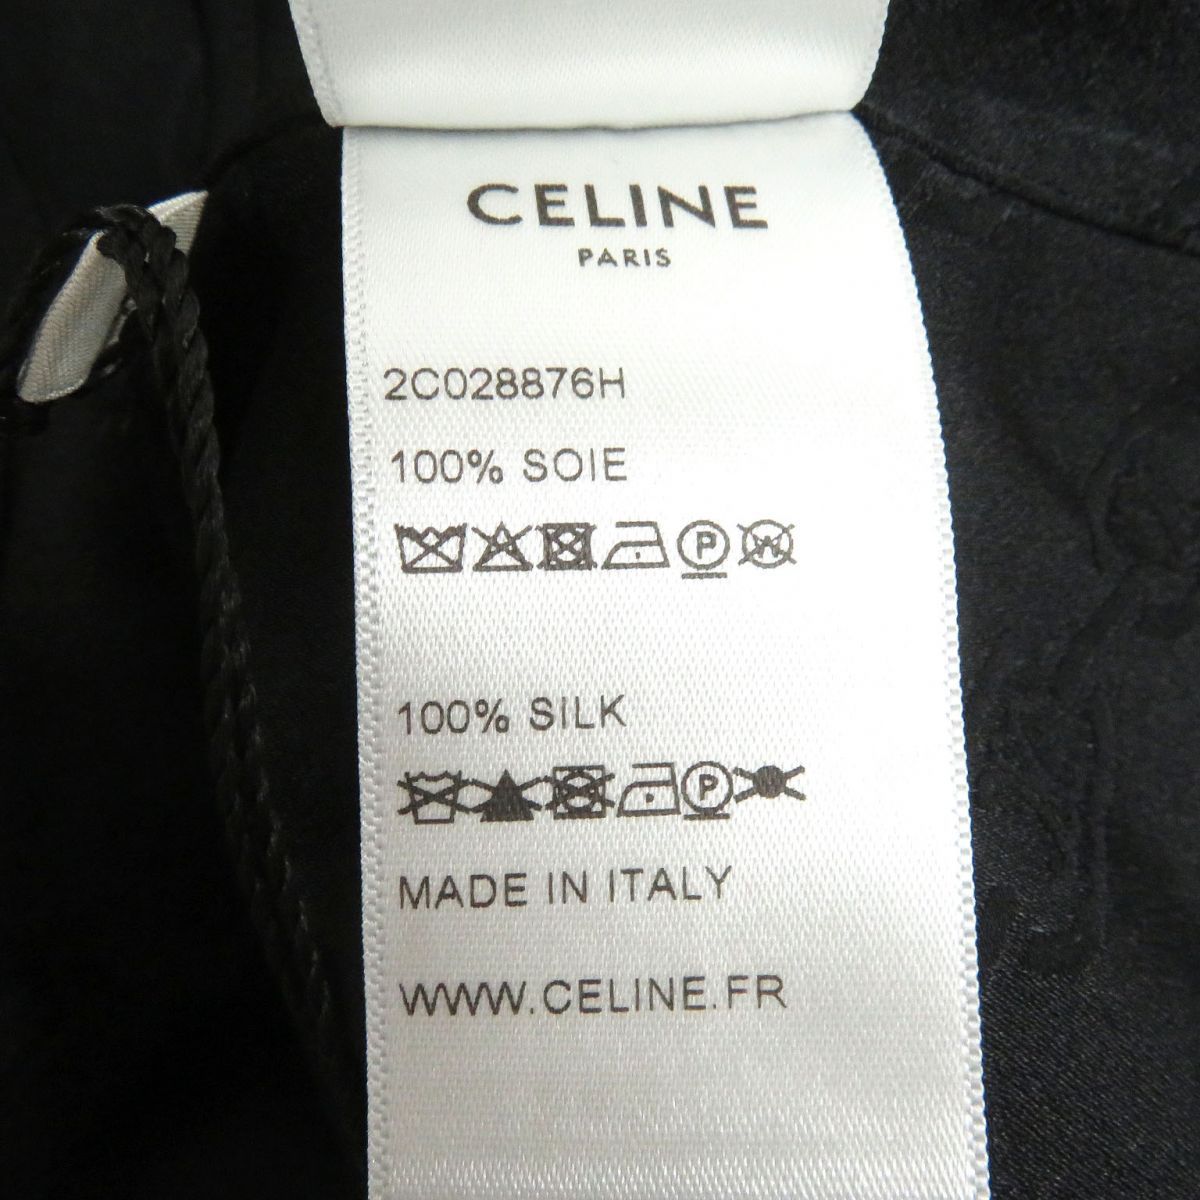 CELINE
PARIS
2C028876H
100% SOIE
P W
100% SILK
P
MADE IN ITALY
WWW.CELINE.FR